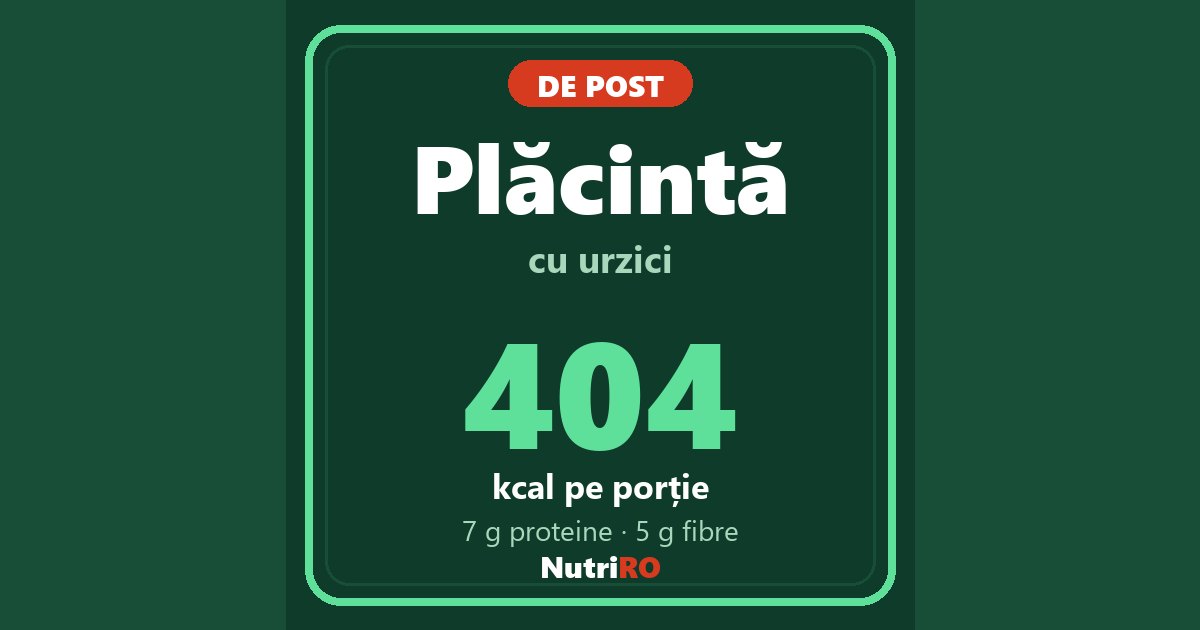 DE POST
Plăcintă
cu urzici
404
kcal pe porție
7 g proteine · 5 g fibre
NutriRO